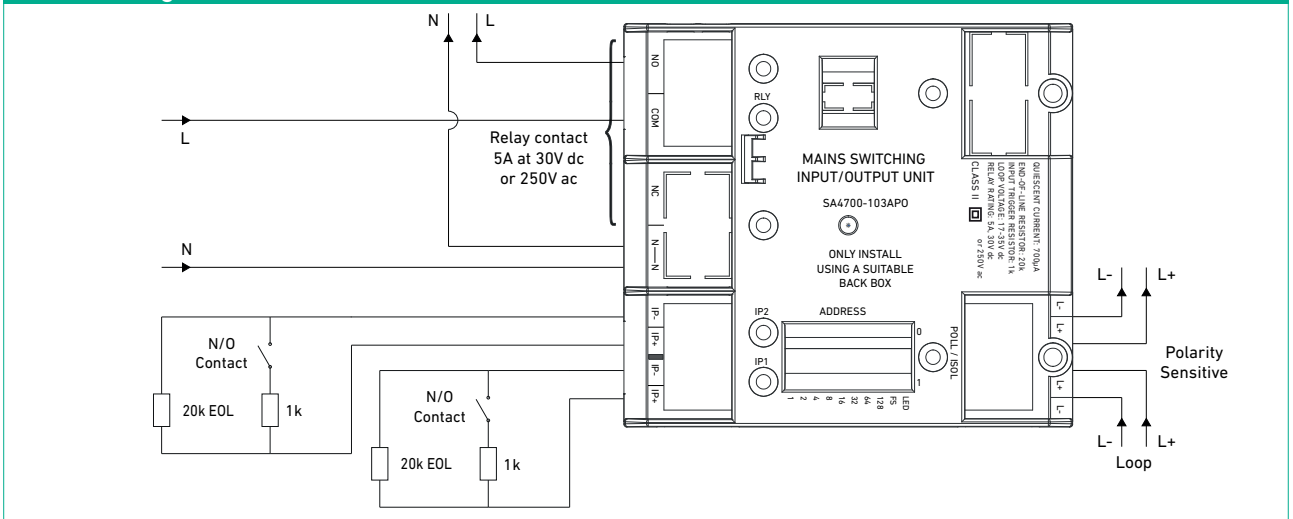 N
L
L
Relay contact
5A at 30V dc
or 250V ac
N
NO
COM
NC
N
N
IP-
IP+
IP-
IP+
N/O
Contact
20k EOL
1k
N/O
Contact
20k EOL
1k
RLY
MAINS SWITCHING
INPUT/OUTPUT UNIT
SA4700-103APO
ONLY INSTALL
USING A SUITABLE
BACK BOX
IP2
IP1
ADDRESS
0
1
1
2
4
8
16
32
64
128
FS
LED
POLL / ISOL
QUIESCENT CURRENT: 700µA
END-OF-LINE RESISTOR: 20k
INPUT TRIGGER RESISTOR: 1k
LOOP VOLTAGE: 17-35V dc
RELAY RATING: 5A, 30V dc
or 250V ac
CLASS II
L-
L+
L+
L-
L-
L+
Polarity
Sensitive
L-
L+
Loop